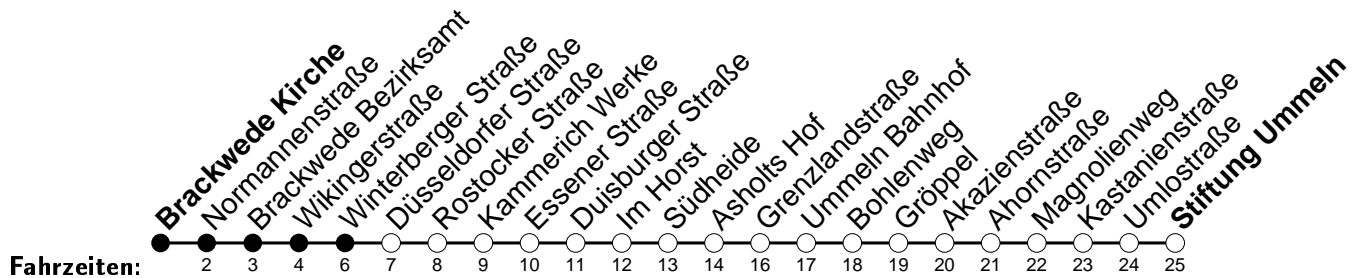 Brackwede Kirche
Normannenstraße
Brackwede Bezirksamt
Wikingerstraße
Winterberger Straße
Düsseldorfer Straße
Rostocker Straße
Kammerich Werke
Essener Straße
Duisburger Straße
Im Horst
Südheide
Asholts Hof
Grenzlandstraße
Ummeln Bahnhof
Bohlenweg
Gröppel
Akazienstraße
Ahornstraße
Magnolienweg
Kastanienstraße
Umlostraße
Stiftung Ummeln
Fahrzeiten: 2 3 4 6 7 8 9 10 11 12 13 14 16 17 18 19 20 21 22 23 24 25